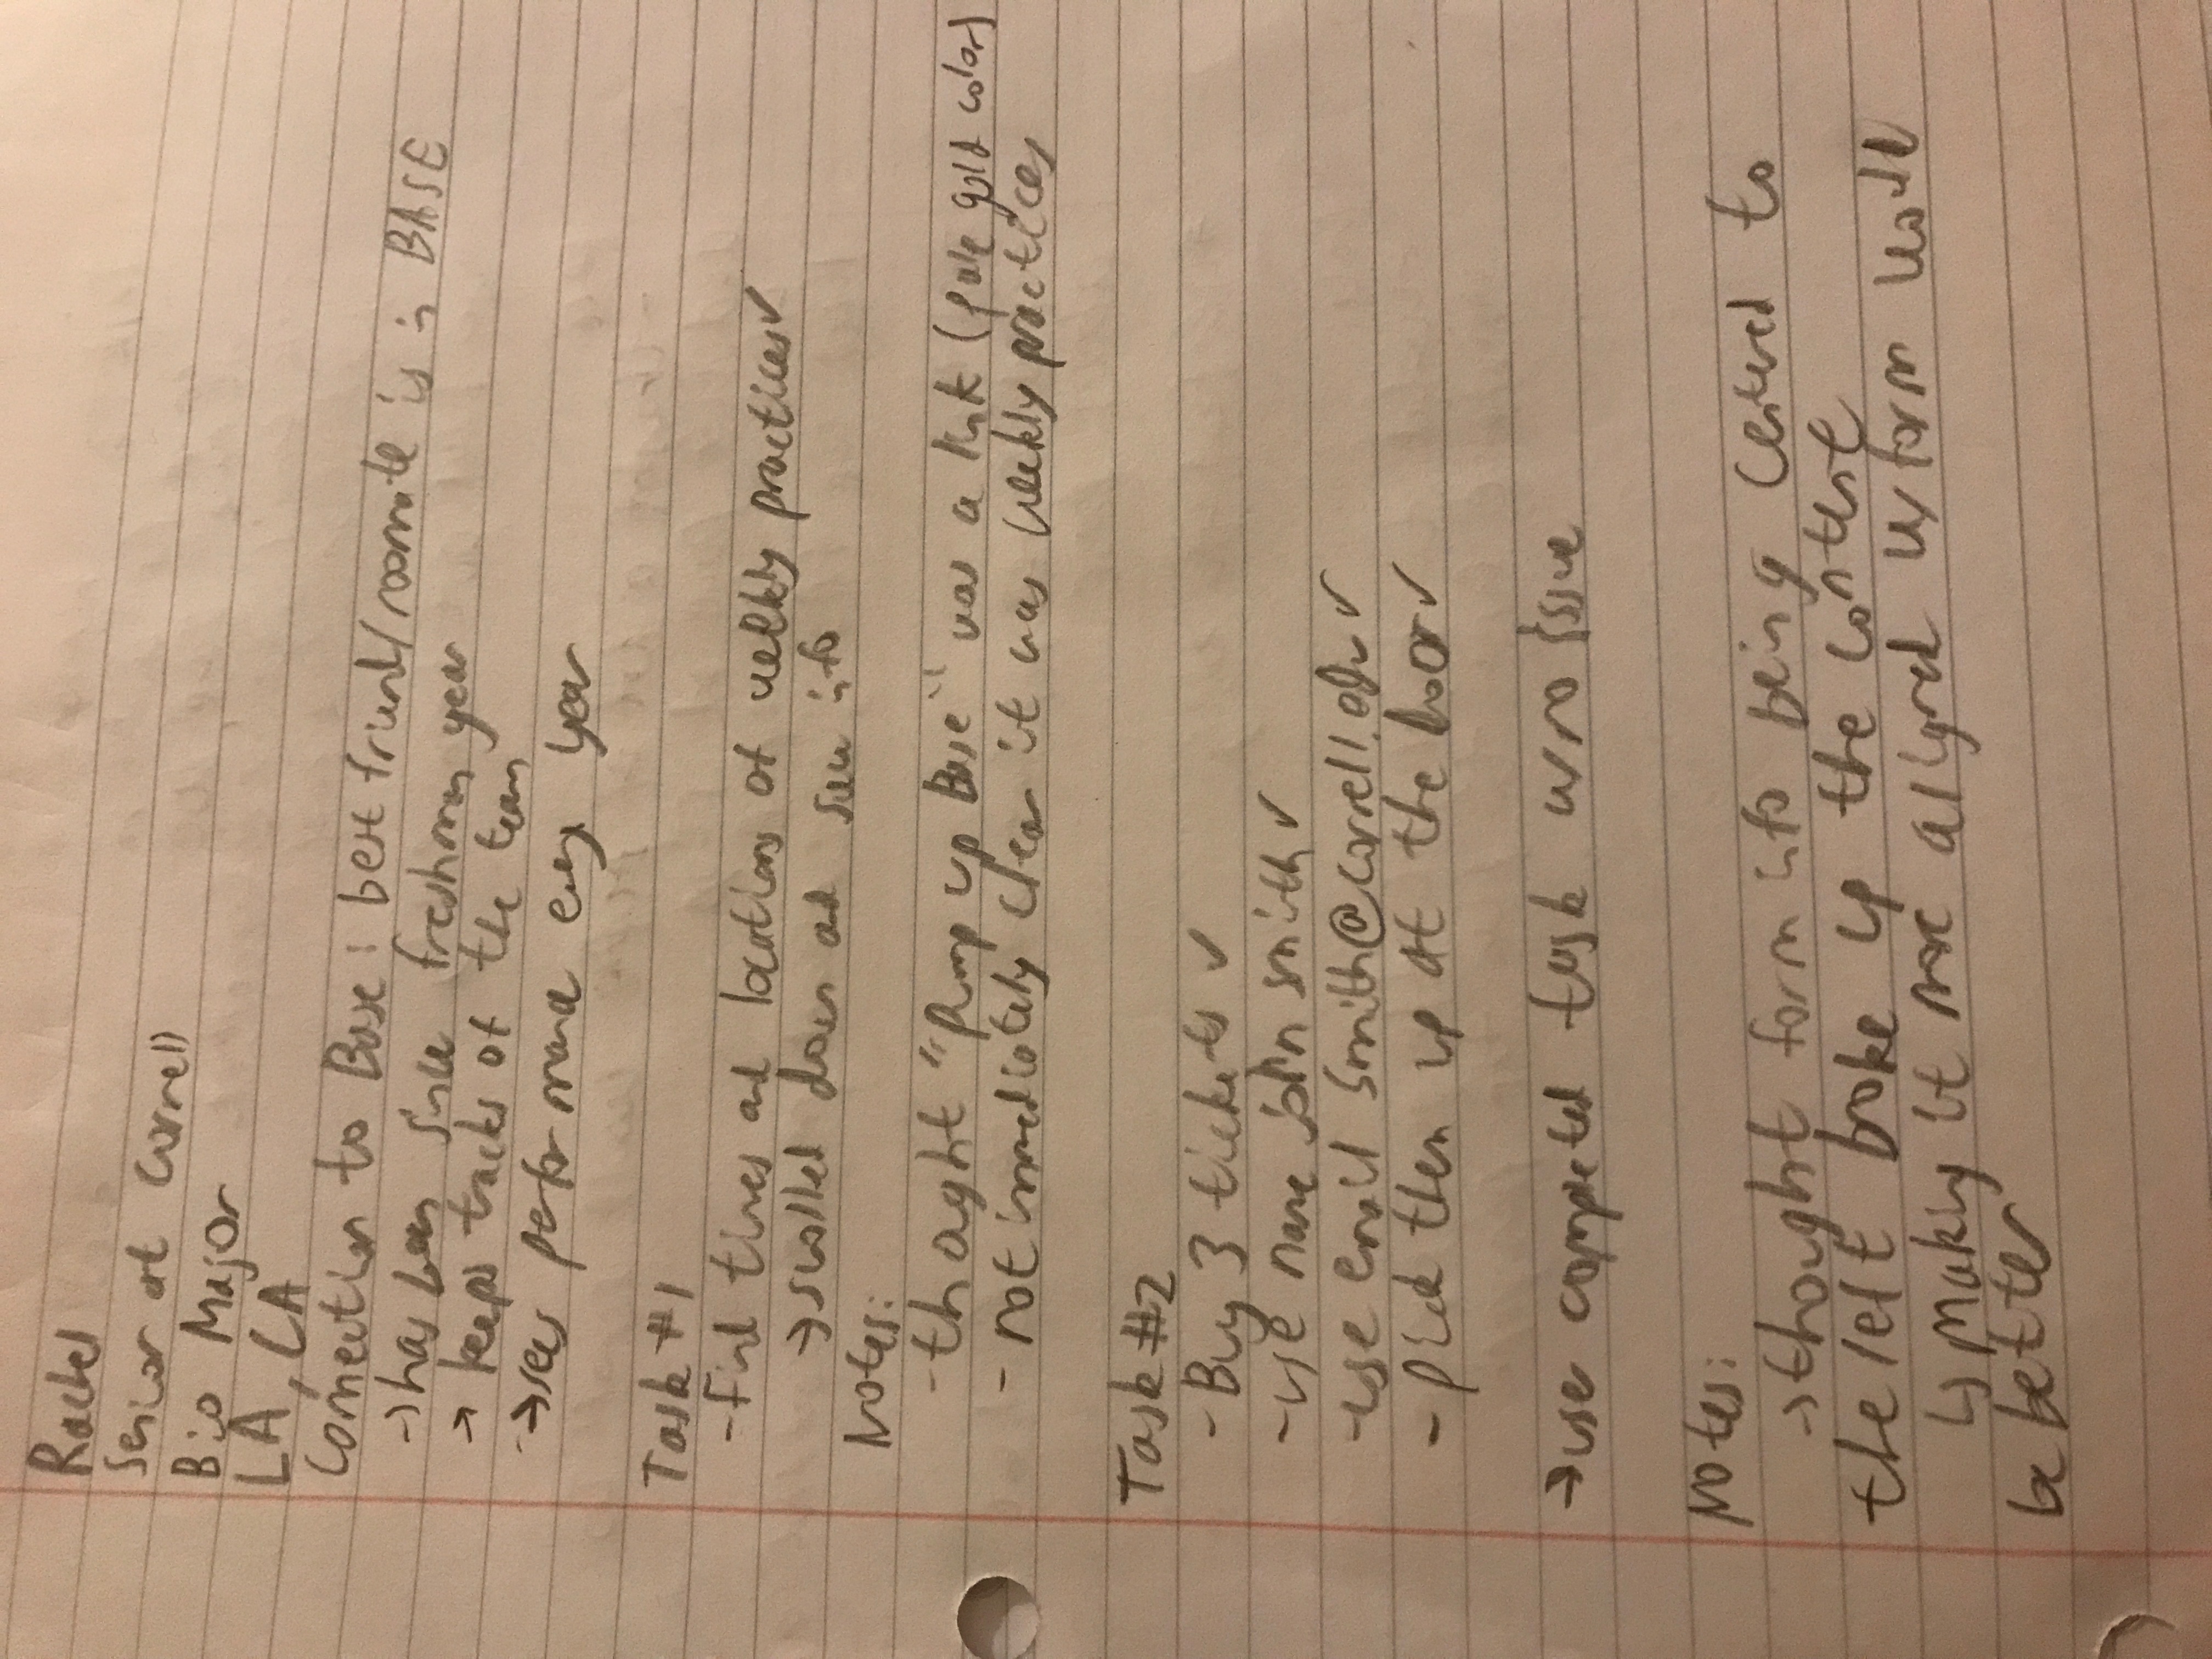 Rachel
Senior at Cornell
Bio Major
LA, CA
Connection to Base: best friend/roomate is in BASE
→ has been since freshman year
→ keeps tracks of the team
→ sees performance every year
Task #1
- Find times and locations of weekly practices ✓
→ scrolled down and saw info
Notes:
- thoght "Pump up Base" was a link ( gold color)
- not immediately clear it was weekly practices
Task #2
- Buy 3 tickets ✓
- use name john smith ✓
- use email smith@cornell.edu ✓
- pick them up at the door ✓
→ user completed task w/ no issue
Notes:
→ thought form info being centered to
the left broke up the content
↳ making it more aligned w/ form would
be better